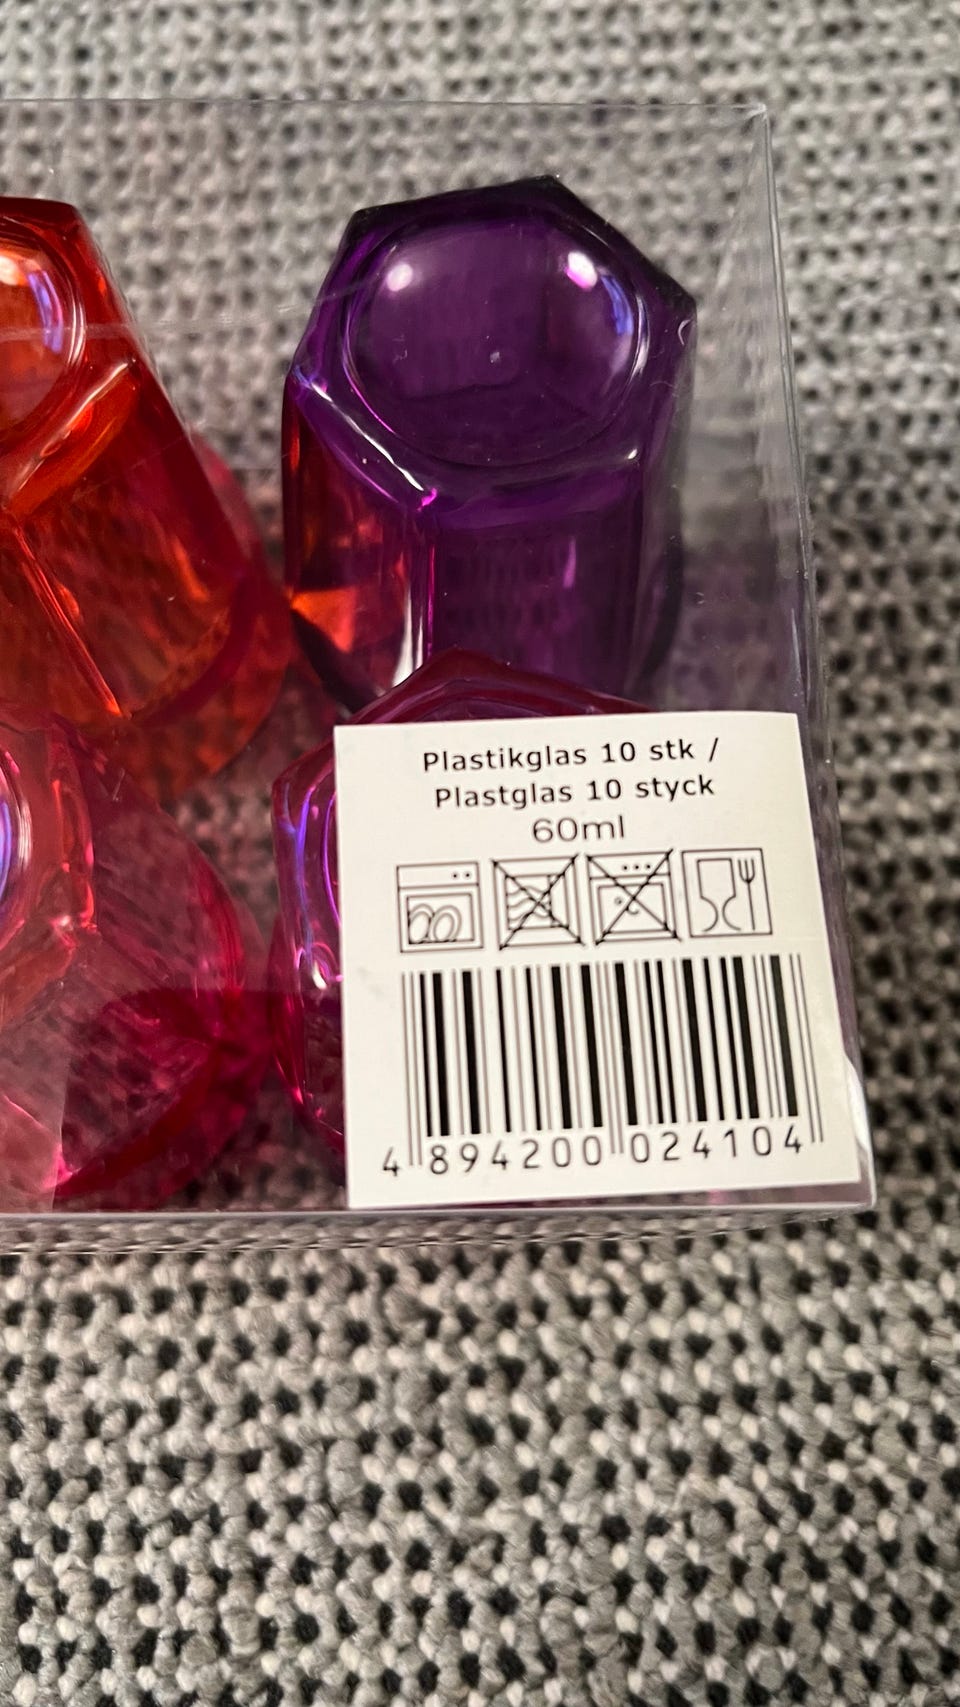 Plastikglas 10 stk /
Plastglas 10 styck
60ml
4 894200 024104